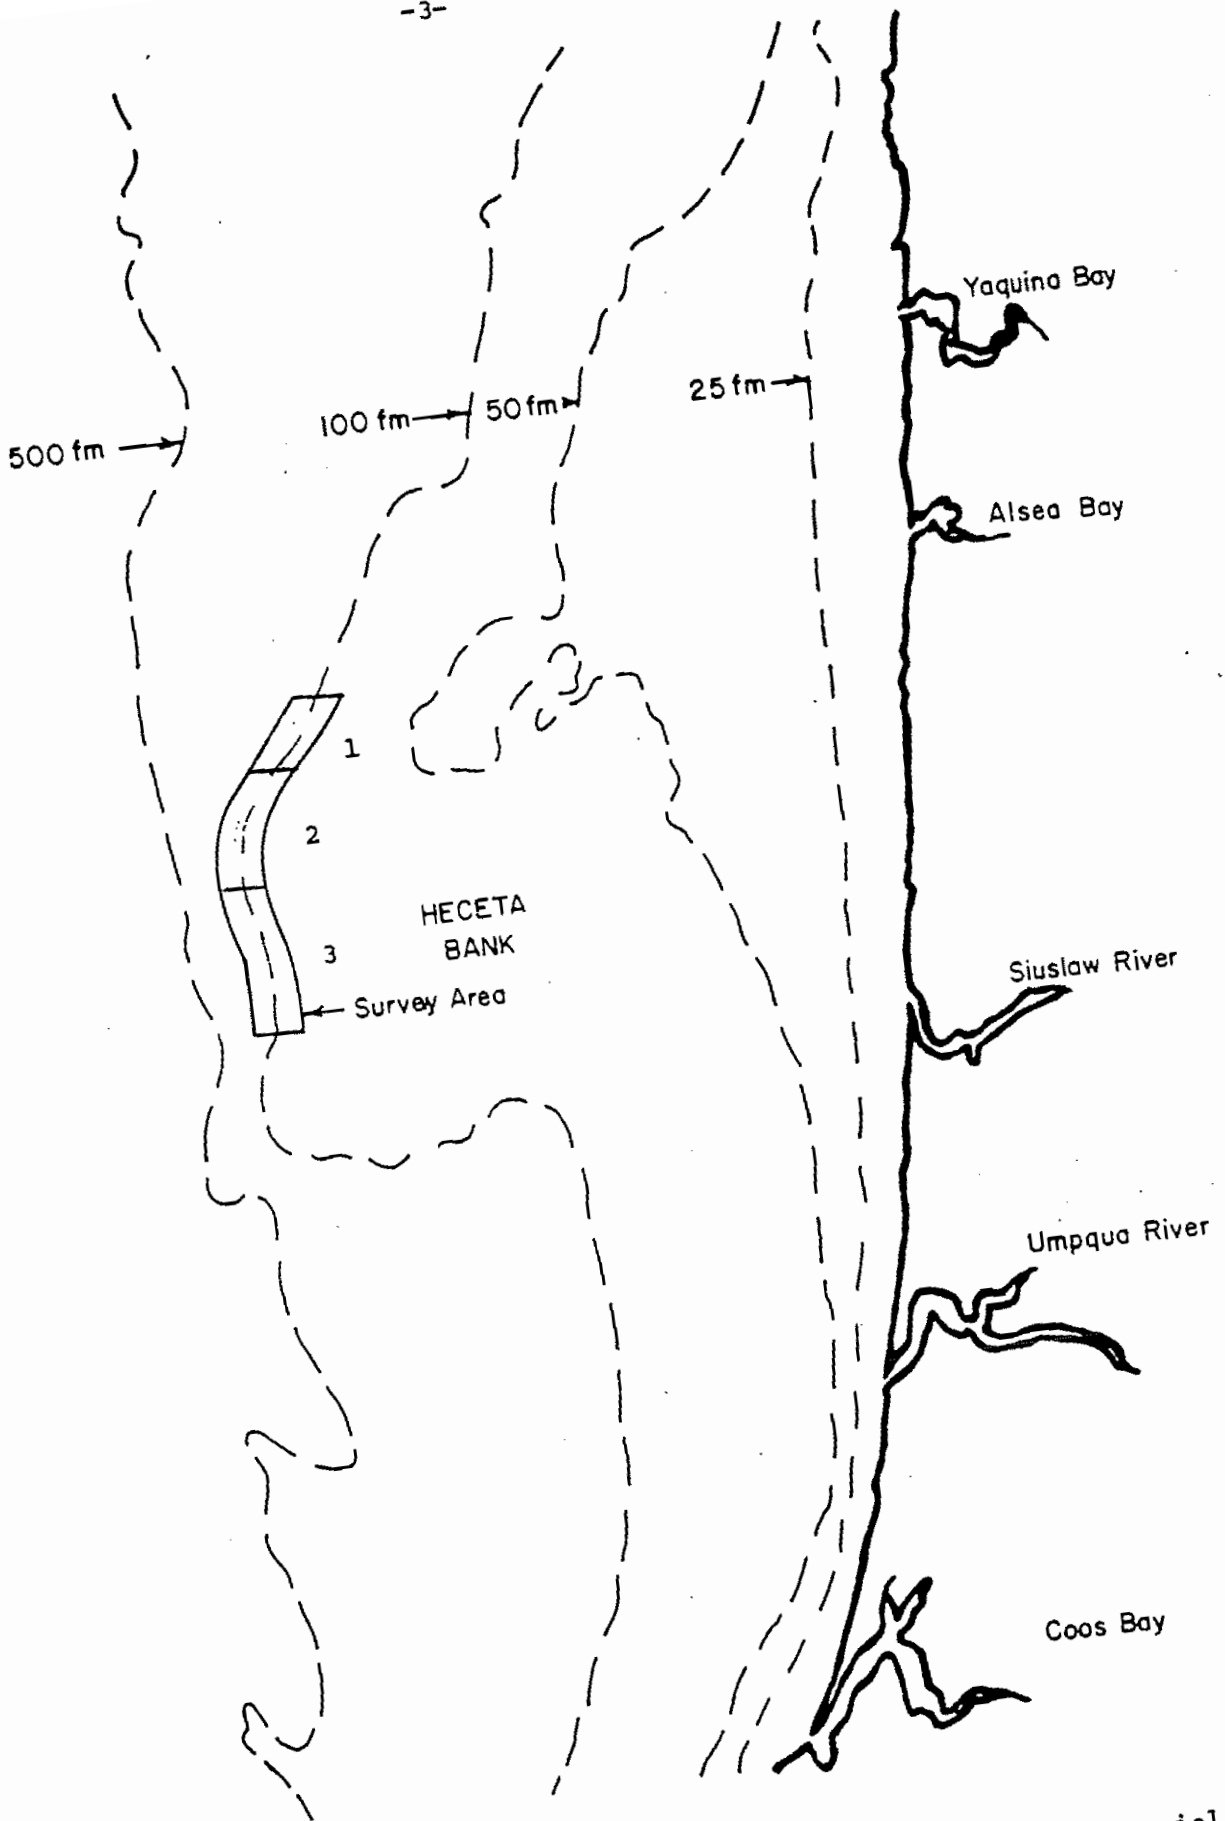 -3-
Yaquina Bay
25 fm
100 fm
50 fm
500 fm
Alsea Bay
1
2
HECETA
BANK
3
Siuslaw River
Survey Area
Umpqua River
Coos Bay